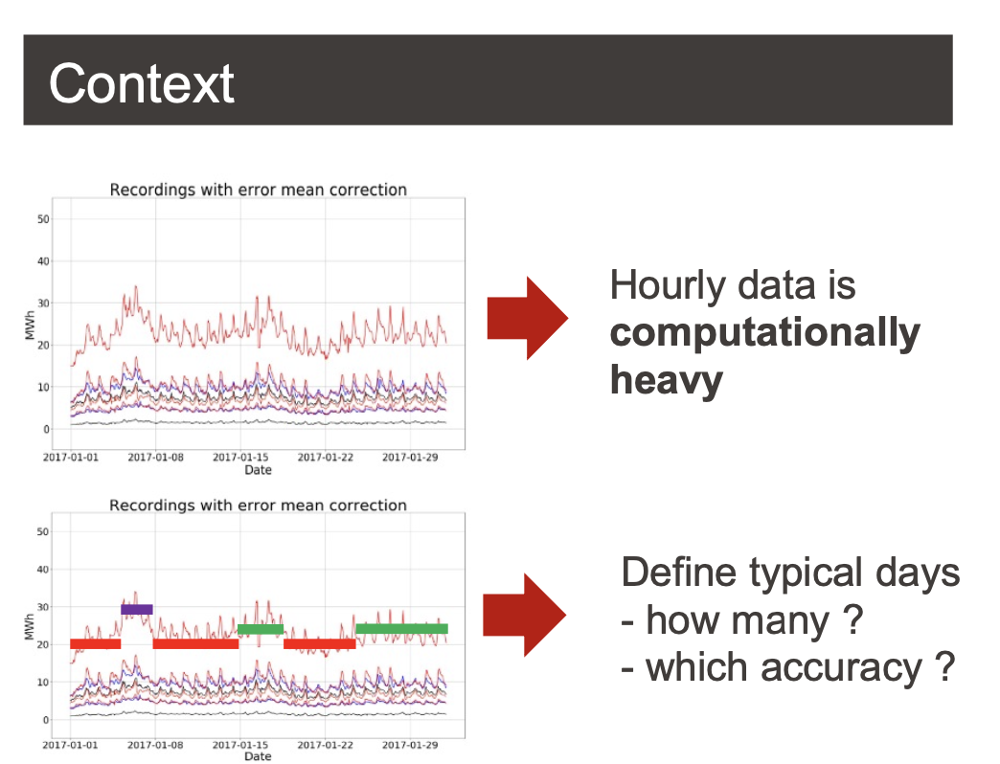 Context
Recordings with error mean correction
50
40
30
20
10
0
MWh
2017-01-01 2017-01-08 2017-01-15 2017-01-22 2017-01-29
Date
Hourly data is
computationally
heavy
Recordings with error mean correction
50
40
30
20
10
0
MWh
2017-01-01 2017-01-08 2017-01-15 2017-01-22 2017-01-29
Date
Define typical days
- how many ?
- which accuracy ?